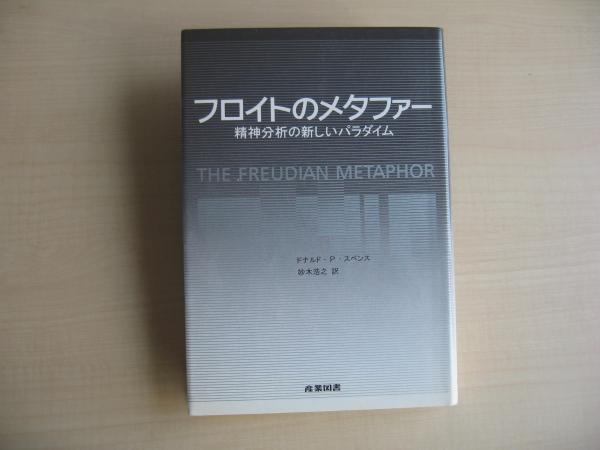 フロイトのメタファー
精神分析の新しいパラダイム
THE FREUDIAN METAPHOR
ドナルド・P・スペンス
妙木浩之 訳
産業図書